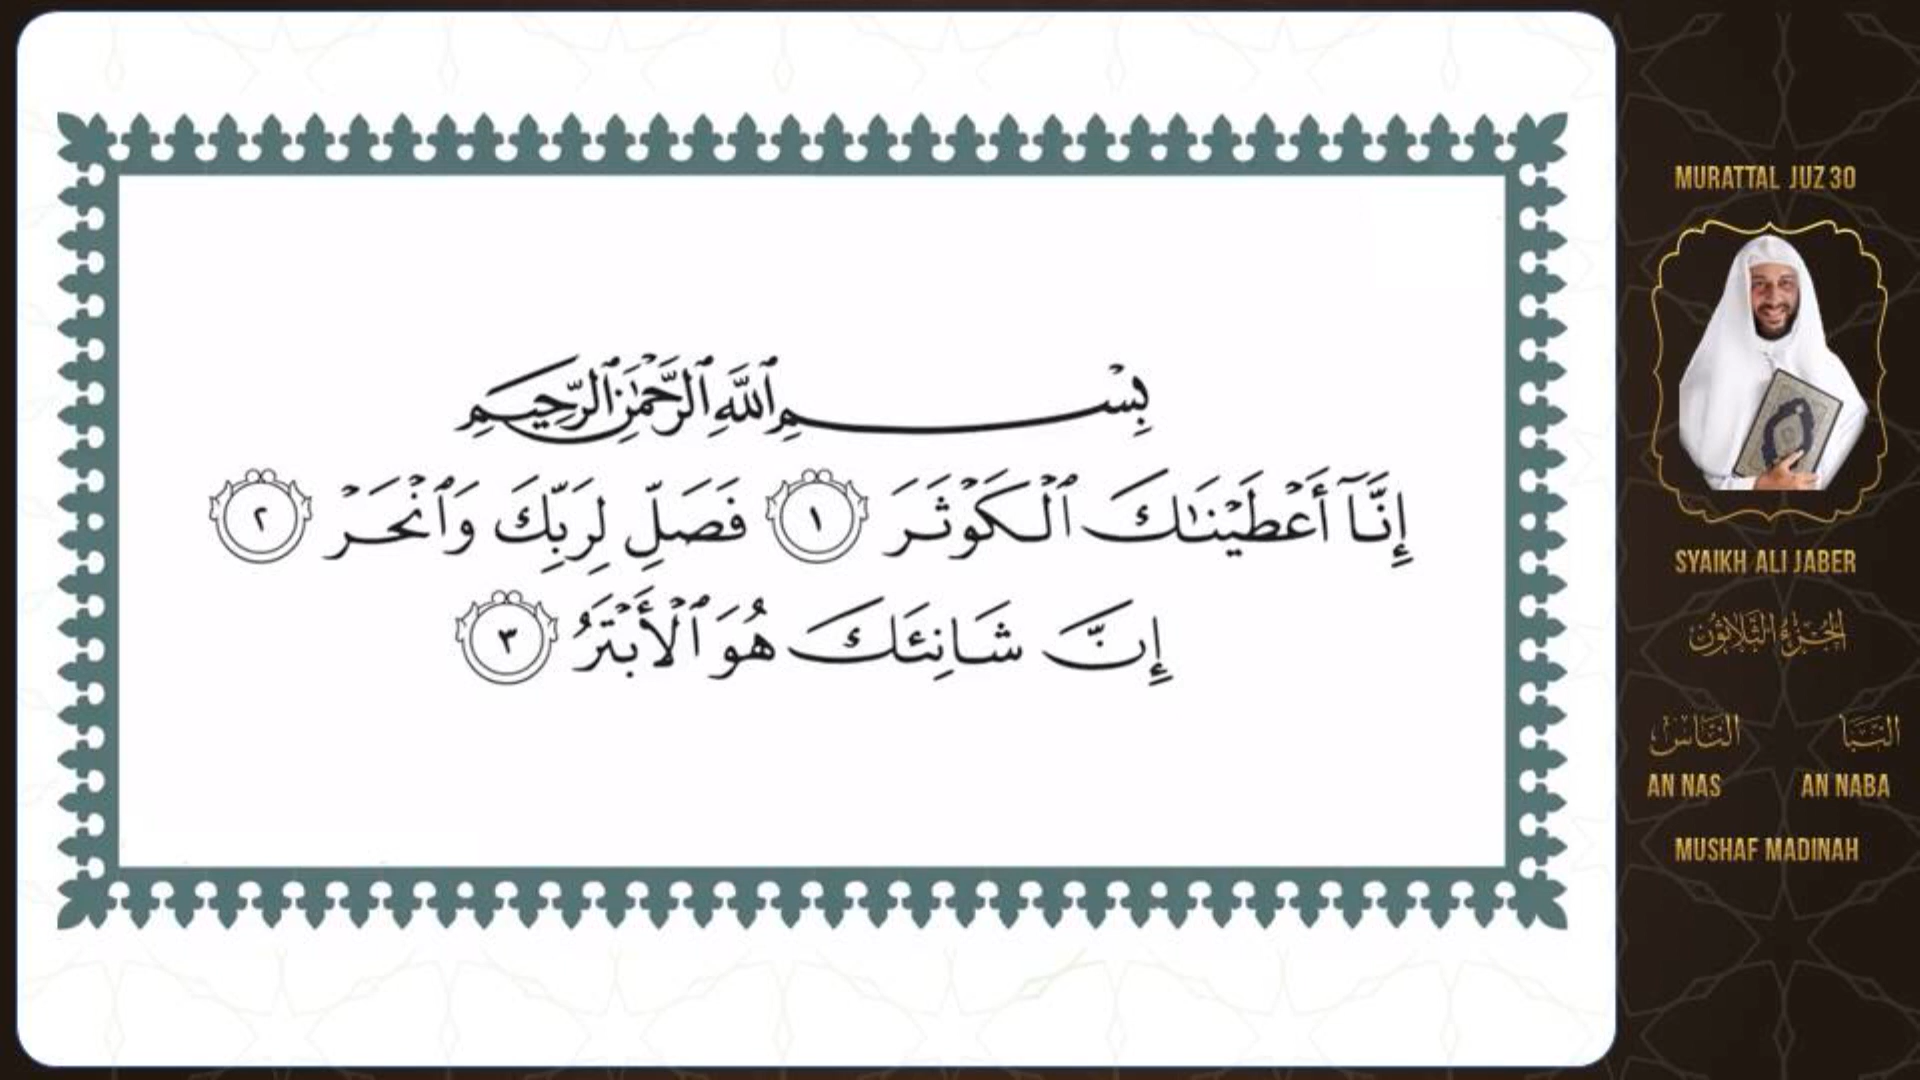 بِسْمِ ٱللَّهِ ٱلرَّحْمَٰنِ ٱلرَّحِيمِ
إِنَّآ أَعْطَيْنَٰكَ ٱلْكَوْثَرَ ١ فَصَلِّ لِرَبِّكَ وَٱنْحَرْ ٢
إِنَّ شَانِئَكَ هُوَ ٱلْأَبْتَرُ ٣
MURATTAL JUZ 30
SYAIKH ALI JABER
الجزء الثلاثون
النبا الناس
AN NAS AN NABA
MUSHAF MADINAH